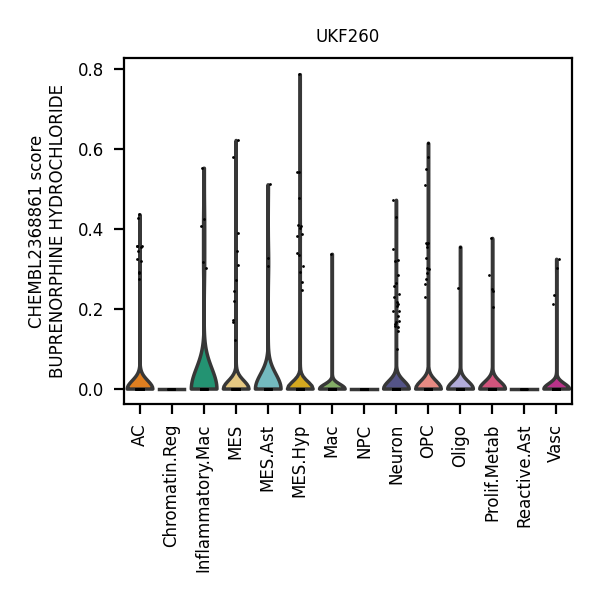 UKF260
CHEMBL2368861 score
BUPRENORPHINE HYDROCHLORIDE
0.8
0.6
0.4
0.2
0.0
AC
Chromatin.Reg
Inflammatory.Mac
MES
MES.Ast
MES.Hyp
Mac
NPC
Neuron
OPC
Oligo
Prolif.Metab
Reactive.Ast
Vasc